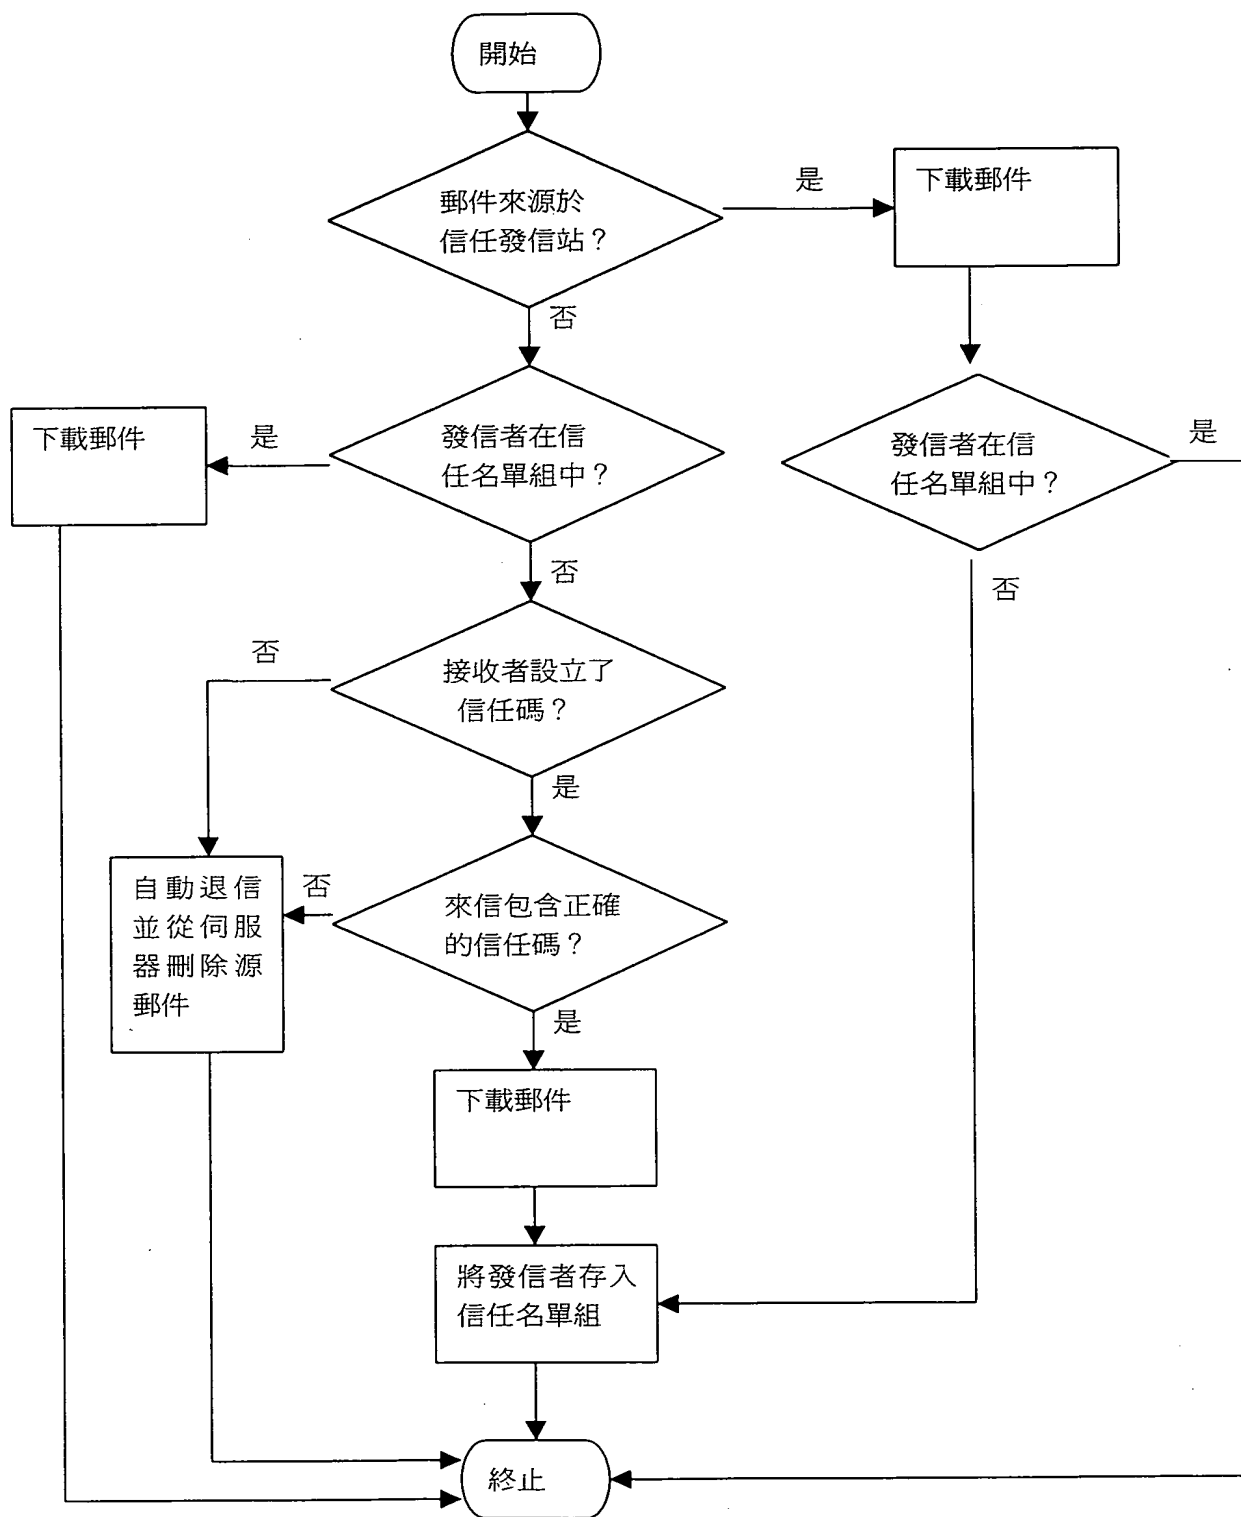 開始
郵件來源於
信任發信站？
是
下載郵件
否
下載郵件
是
發信者在信
任名單組中？
發信者在信
任名單組中？
是
否
否
否
接收者設立了
信任碼？
是
自動退信
並從伺服
器刪除源
郵件
否
來信包含正確
的信任碼？
是
下載郵件
將發信者存入
信任名單組
終止